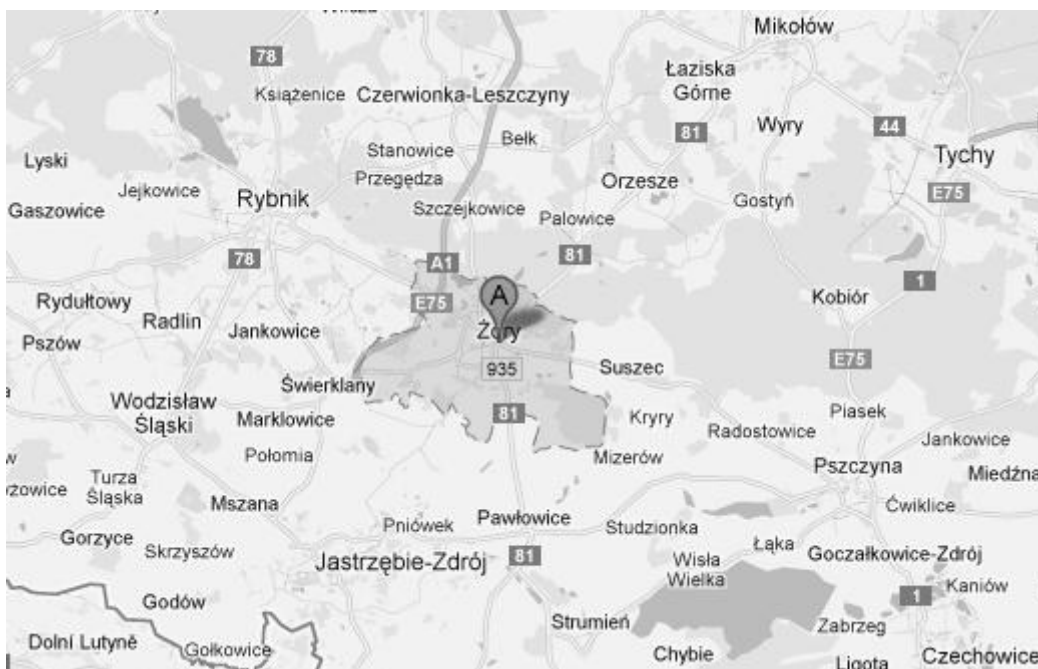 Mikołów
78
Łaziska
Górne
Książenice
Czerwionka-Leszczyny
81
Wyry
44
Bełk
Stanowice
Tychy
Lyski
Przegędza
Jejkowice
Orzesze
E75
Rybnik
Gostyń
Gaszowice
Szczejkowice
Palowice
78
A1
81
1
A
Kobiór
Rydułtowy
E75
Radlin
Jankowice
Żory
Pszów
E75
935
Suszec
Świerklany
Wodzisław
Śląski
Marklowice
81
Kryry
Piasek
Radostowice
Jankowice
Połomia
Mizerów
Pszczyna
Miedźna
Turza
Śląska
yzowice
Mszana
Ćwiklice
Pniówek
Pawłowice
Studzionka
Gorzyce
Skrzyszów
Łąka
Jastrzębie-Zdrój
81
Wisła
Wielka
Goczałkowice-Zdrój
Kaniów
Godów
1
Strumień
Zabrzeg
Dolní Lutyně
Gołkowice
Chybie
Ligota
Czechowice